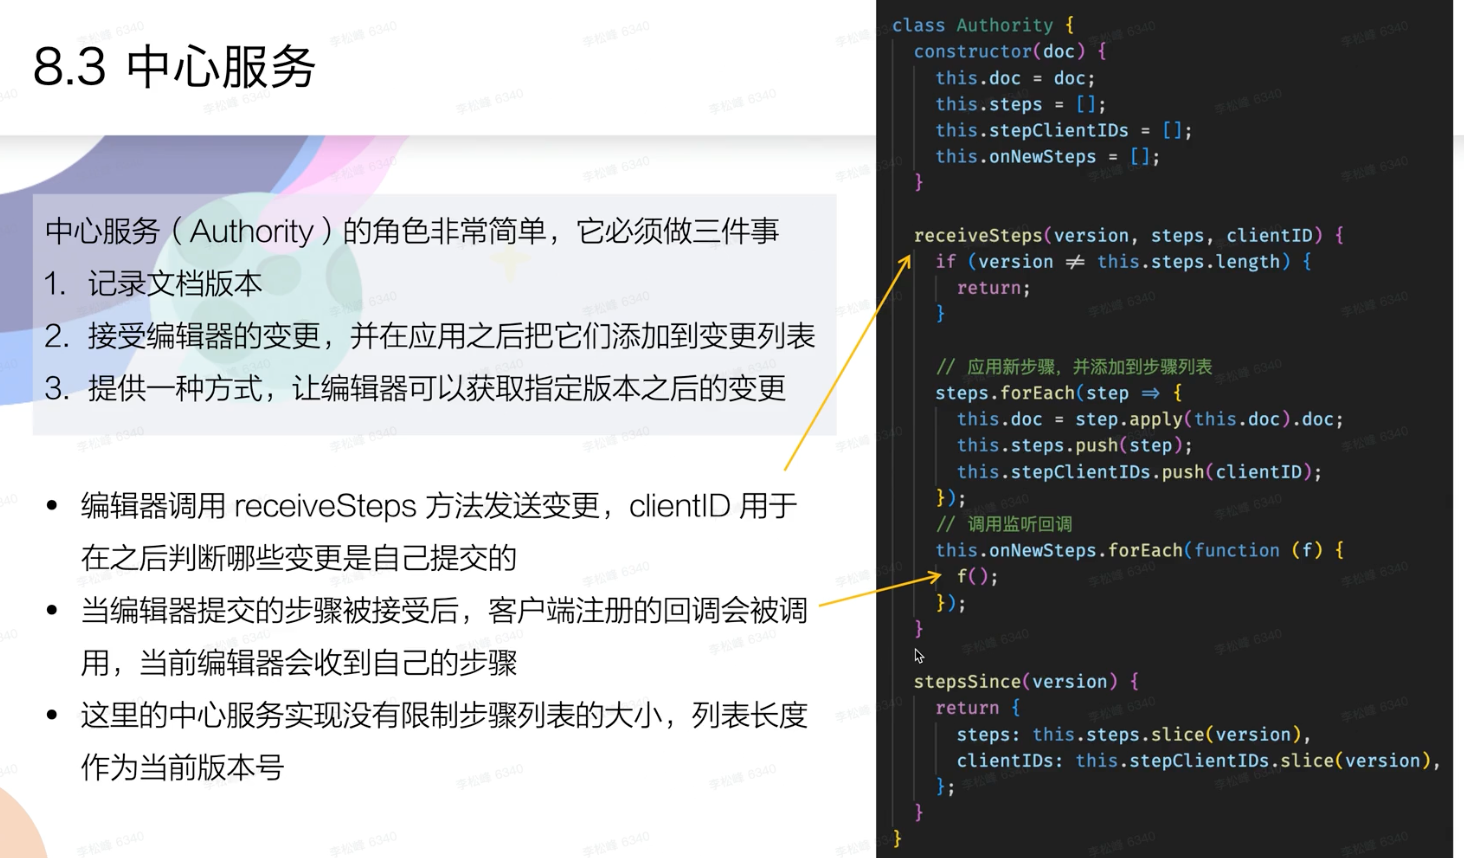 8.3 中心服务
中心服务（Authority）的角色非常简单，它必须做三件事
1. 记录文档版本
2. 接受编辑器的变更，并在应用之后把它们添加到变更列表
3. 提供一种方式，让编辑器可以获取指定版本之后的变更
• 编辑器调用 receiveSteps 方法发送变更，clientID 用于
在之后判断哪些变更是自己提交的
• 当编辑器提交的步骤被接受后，客户端注册的回调会被调
用，当前编辑器会收到自己的步骤
• 这里的中心服务实现没有限制步骤列表的大小，列表长度
作为当前版本号
class Authority {
  constructor(doc) {
    this.doc = doc;
    this.steps = [];
    this.stepClientIDs = [];
    this.onNewSteps = [];
  }
  receiveSteps(version, steps, clientID) {
    if (version ≠ this.steps.length) {
      return;
    }
    // 应用新步骤，并添加到步骤列表
    steps.forEach(step ⇒ {
      this.doc = step.apply(this.doc).doc;
      this.steps.push(step);
      this.stepClientIDs.push(clientID);
    });
    // 调用监听回调
    this.onNewSteps.forEach(function (f) {
      f();
    });
  }
  stepsSince(version) {
    return {
      steps: this.steps.slice(version),
      clientIDs: this.stepClientIDs.slice(version),
    };
  }
}
李松峰 6340